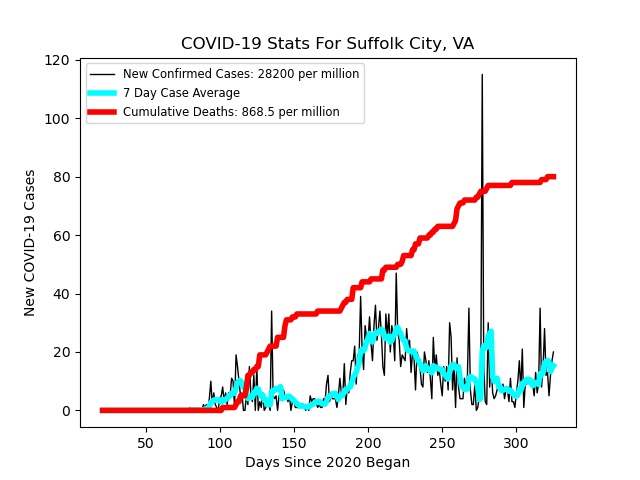 COVID-19 Stats For Suffolk City, VA
New Confirmed Cases: 28200 per million
7 Day Case Average
Cumulative Deaths: 868.5 per million
New COVID-19 Cases
120
100
80
60
40
20
0
50 100 150 200 250 300
Days Since 2020 Began